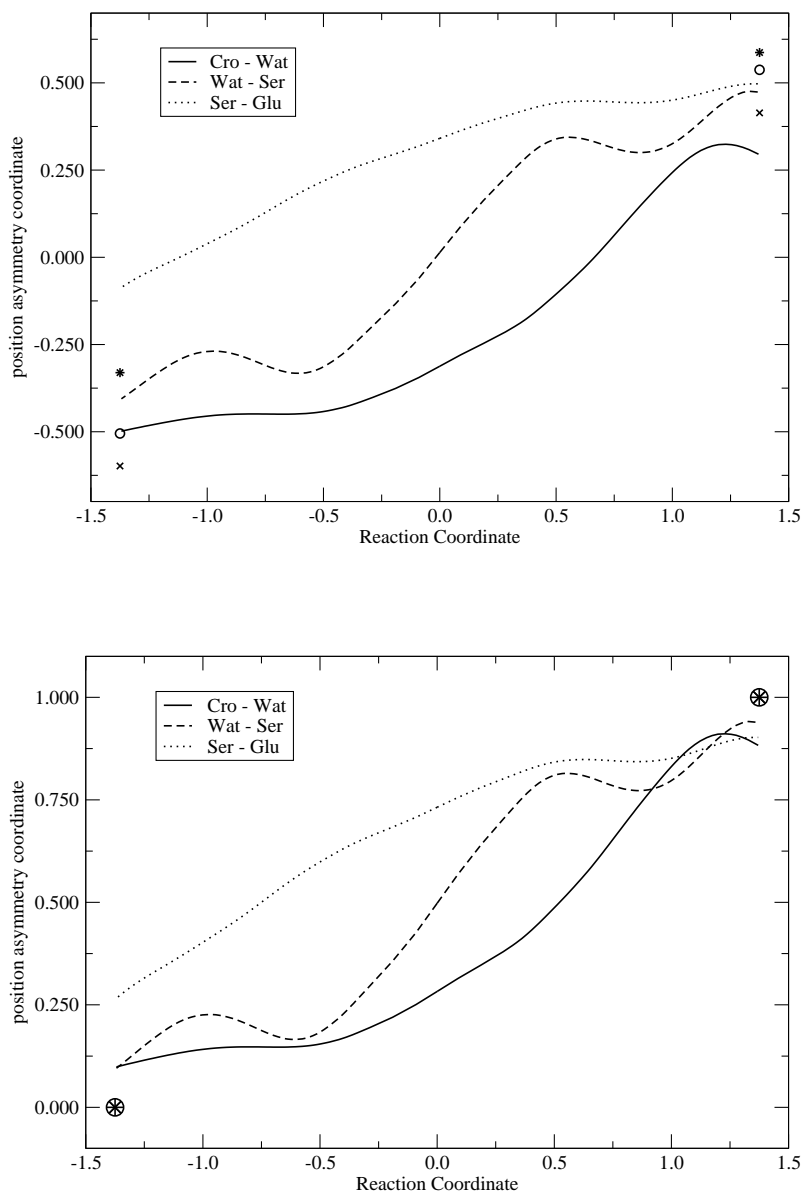 0.500
0.250
0.000
-0.250
-0.500
position asymmetry coordinate
Cro - Wat
Wat - Ser
Ser - Glu
-1.5 -1.0 -0.5 0.0 0.5 1.0 1.5
Reaction Coordinate
1.000
0.750
0.500
0.250
0.000
position asymmetry coordinate
Cro - Wat
Wat - Ser
Ser - Glu
-1.5 -1.0 -0.5 0.0 0.5 1.0 1.5
Reaction Coordinate